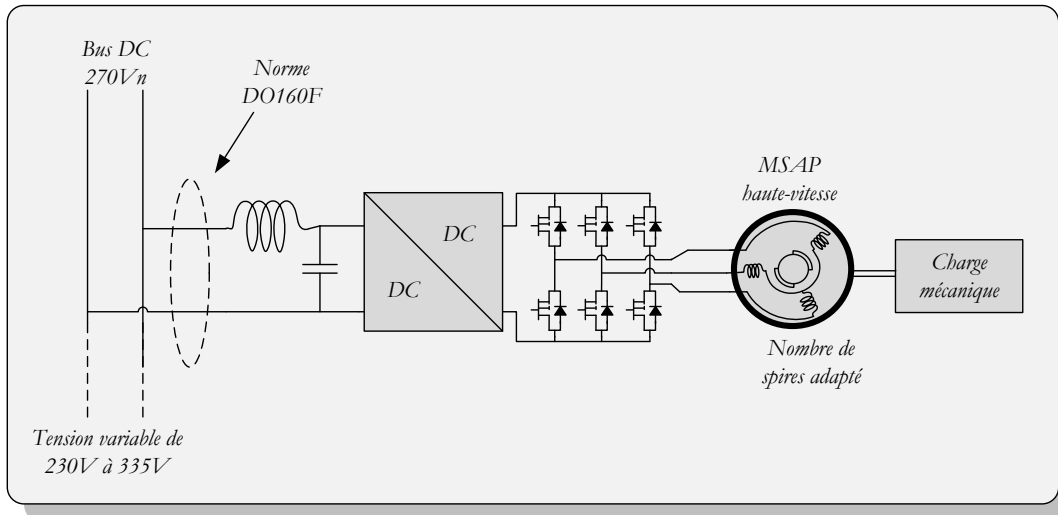 Bus DC
270Vn
Norme
DO160F
DC
DC
MSAP
haute-vitesse
Charge
mécanique
Nombre de
spires adapté
Tension variable de
230V à 335V